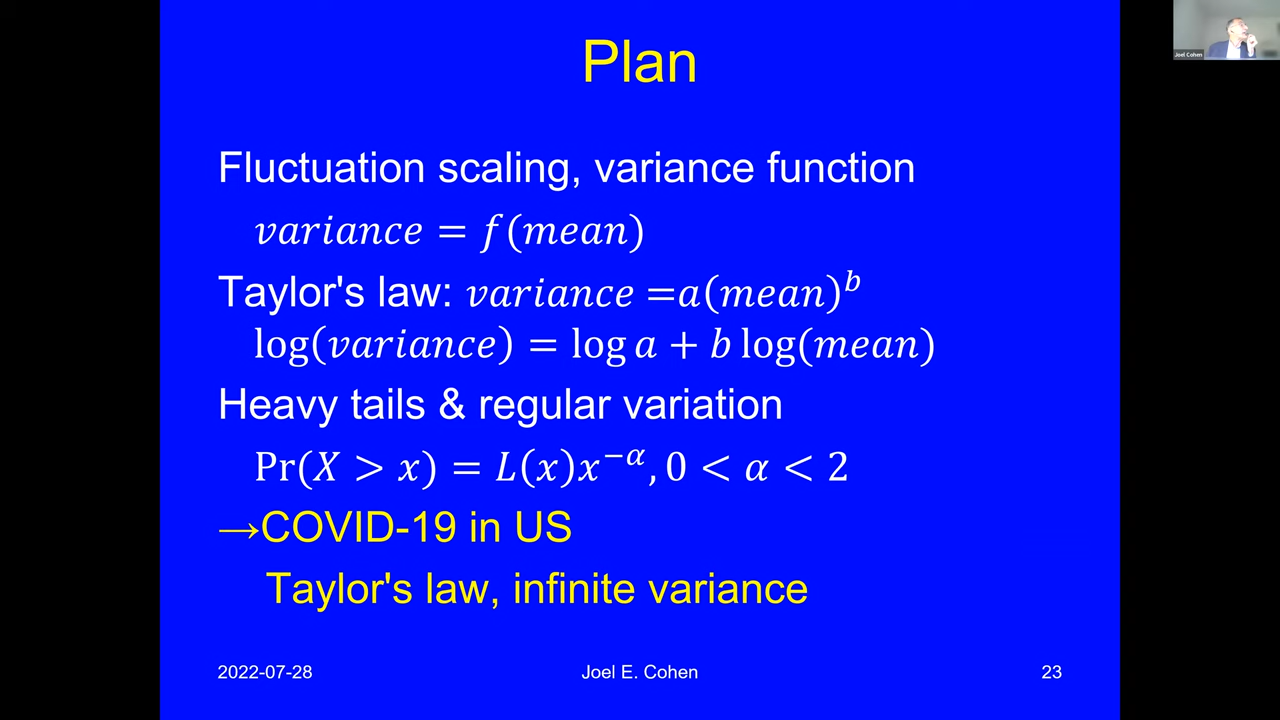 Plan
Joel Cohen
Fluctuation scaling, variance function
variance = f(mean)
Taylor's law: variance =a(mean)^b
log(variance) = log a + b log(mean)
Heavy tails & regular variation
Pr(X > x) = L(x)x^{−α}, 0 < α < 2
→COVID-19 in US
Taylor's law, infinite variance
2022-07-28 Joel E. Cohen 23